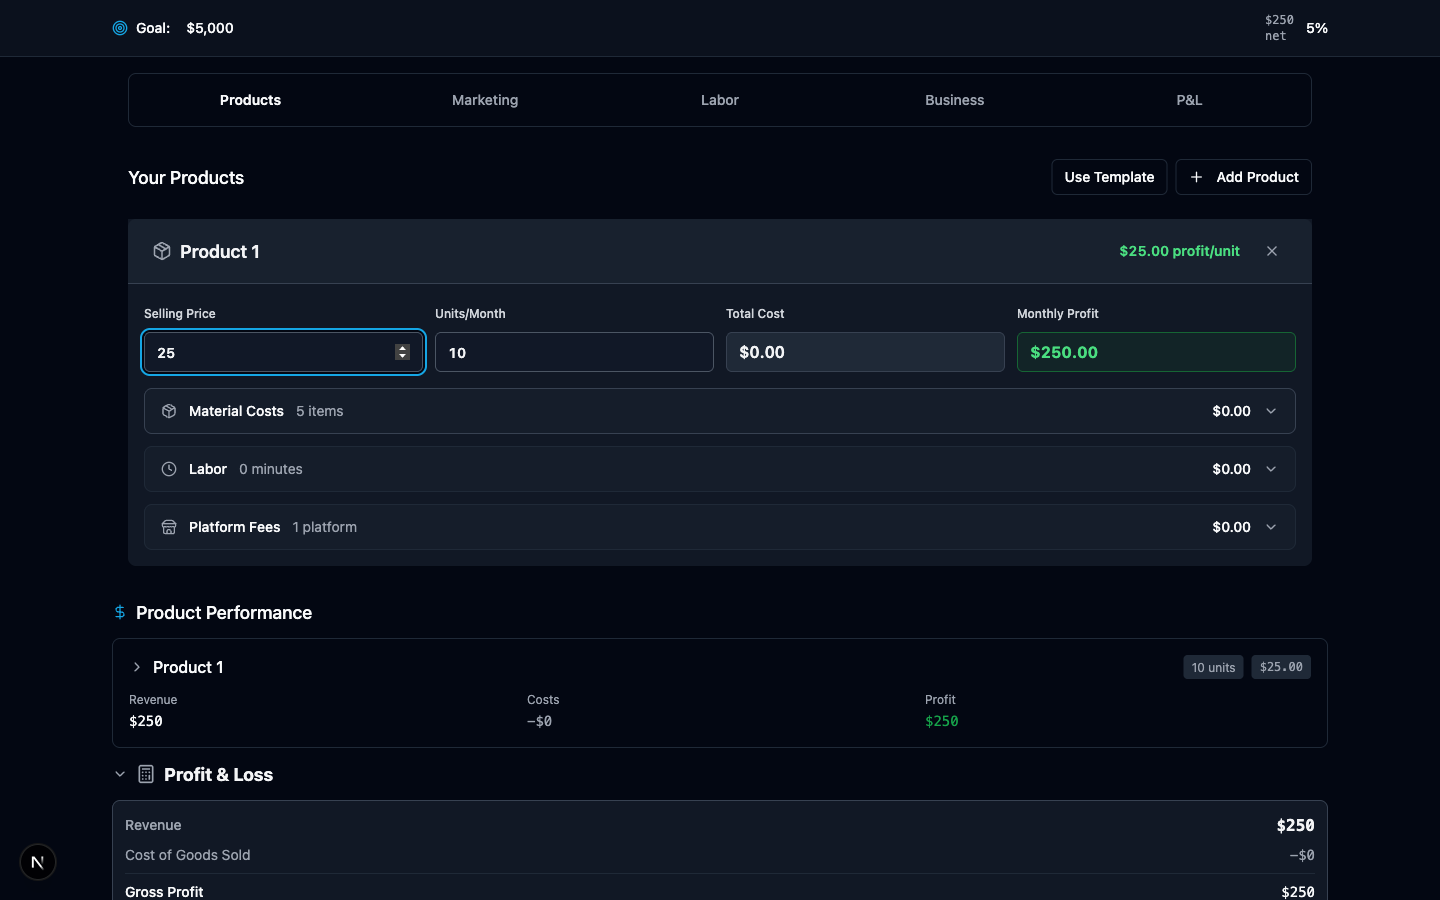 Goal: $5,000
$250
net
5%
Products Marketing Labor Business P&L
Your Products
Use Template
Add Product
Product 1
$25.00 profit/unit
Selling Price Units/Month Total Cost Monthly Profit
25 10 $0.00 $250.00
Material Costs 5 items $0.00
Labor 0 minutes $0.00
Platform Fees 1 platform $0.00
Product Performance
Product 1 10 units $25.00
Revenue Costs Profit
$250 −$0 $250
Profit & Loss
Revenue $250
Cost of Goods Sold −$0
Gross Profit $250
N